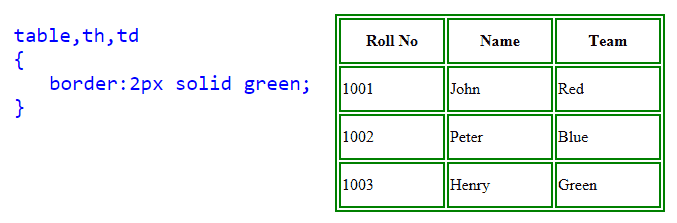 table,th,td
{
   border:2px solid green;
}
Roll No Name Team
1001 John Red
1002 Peter Blue
1003 Henry Green